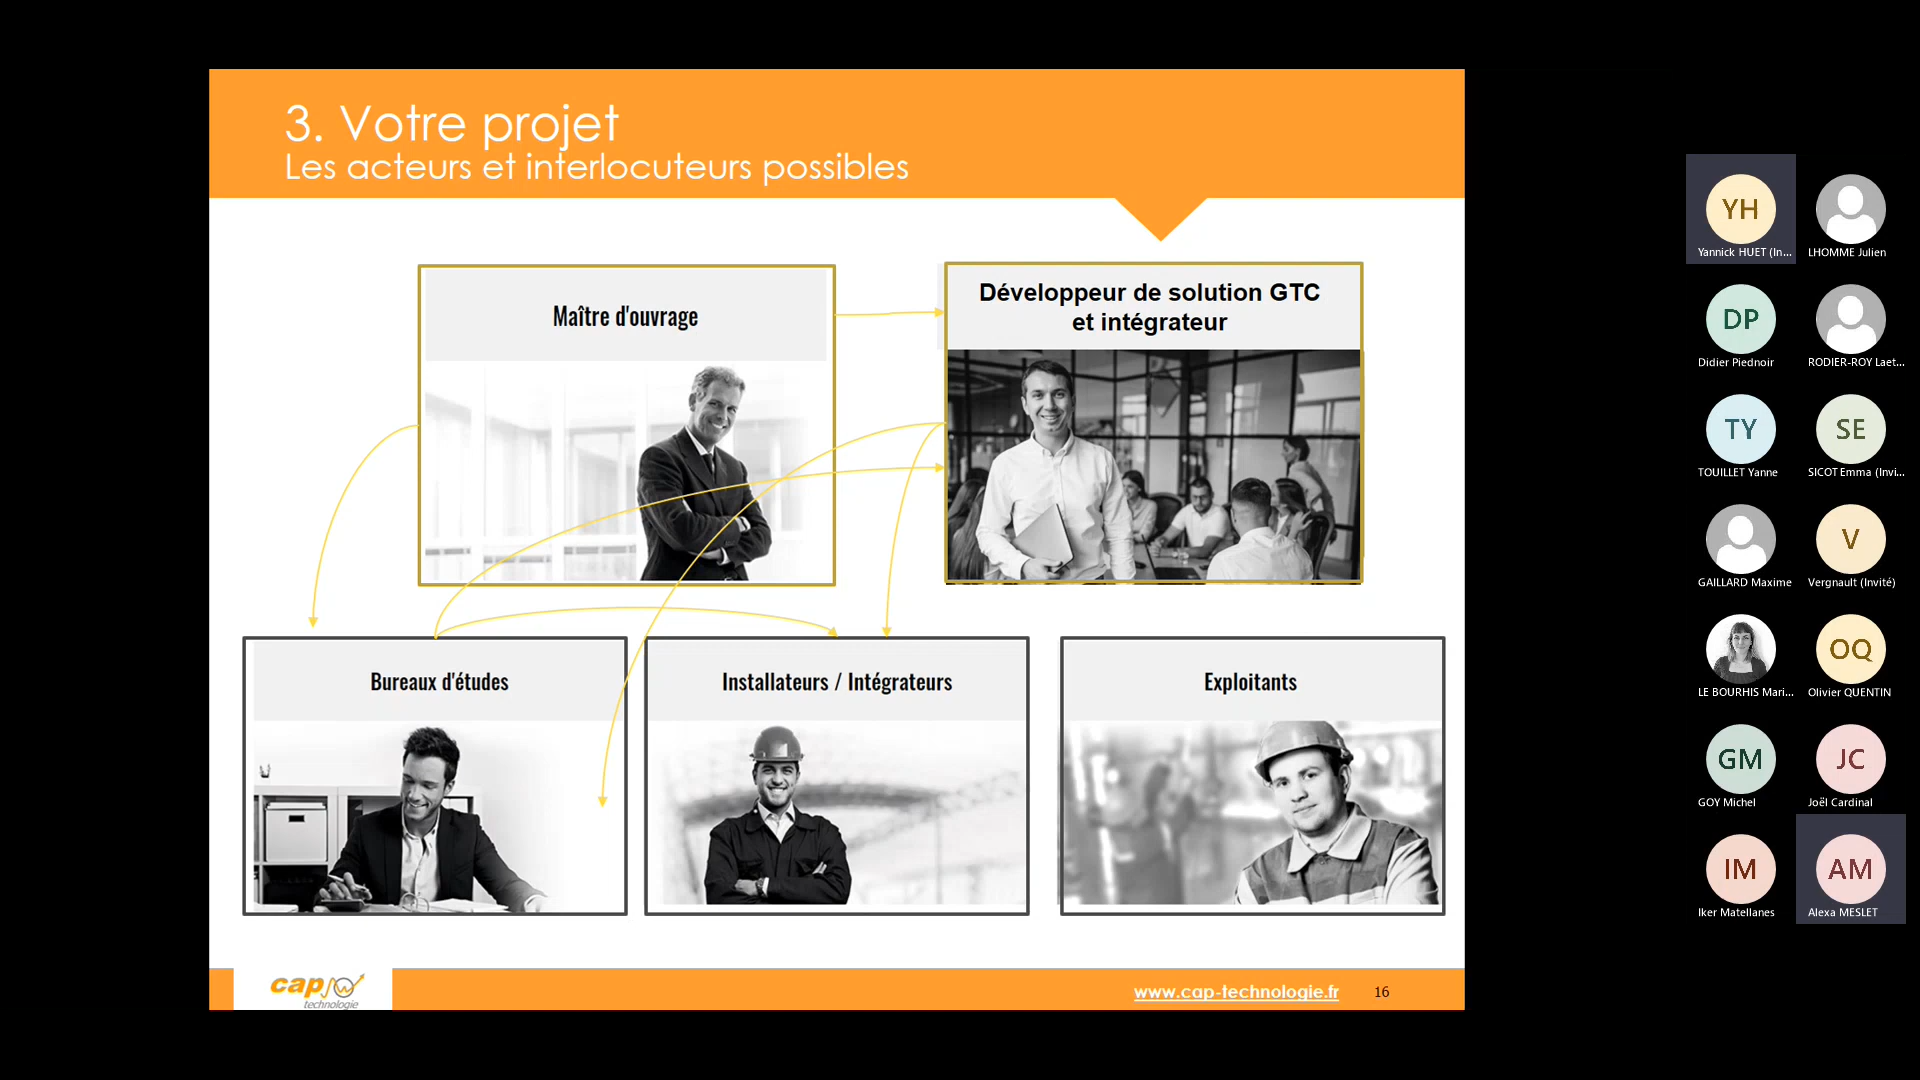 3. Votre projet
Les acteurs et interlocuteurs possibles
Maître d'ouvrage
Développeur de solution GTC
et intégrateur
Bureaux d'études
Installateurs / Intégrateurs
Exploitants
cap
technologie
www.cap-technologie.fr
16
YH
Yannick HUET (In...
LHOMME Julien
DP
Didier Piednoir
RODIER-ROY Laet...
TY
TOUILLET Yanne
SE
SICOT Emma (Invi...
GAILLARD Maxime
V
Vergnault (Invité)
LE BOURHIS Mari...
OQ
Olivier QUENTIN
GM
GOY Michel
JC
Joël Cardinal
IM
Iker Matellanes
AM
Alexa MESLET